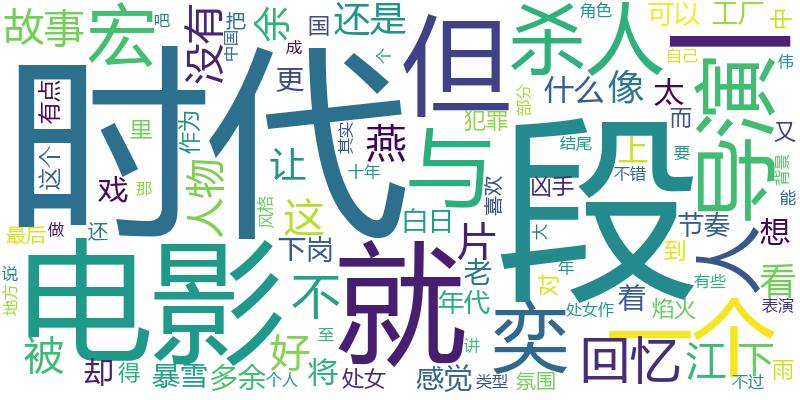 故事
宏
没有
余
把
中国
吧
国
还是
成
个
但
杀人
角色
可以
工厂
中
自己
伟
日
有点
这个
时代
里
作为
更
燕
其实
让
十年
与
犯罪
部分
什么
像
太
导演
一
而
又
背景
能
段
结尾
不错
要
上
戏
那
人物
风格
这
白日
喜欢
凶手
大
年
对
节奏
到
人
想
最后
做
还
下岗
片
老
说
地方
电影
不
就
年代
处女作
着
焰火
有些
看
表演
被
却
得
好
暴雪
多余
个人
将
至
处女
感觉
讲
类型
奕
氛围
回忆
一个
江
下
不过
雨